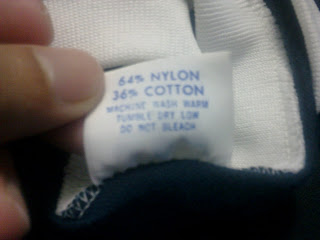 64% NYLON
36% COTTON
MACHINE WASH WARM
TUMBLE DRY LOW
DO NOT BLEACH